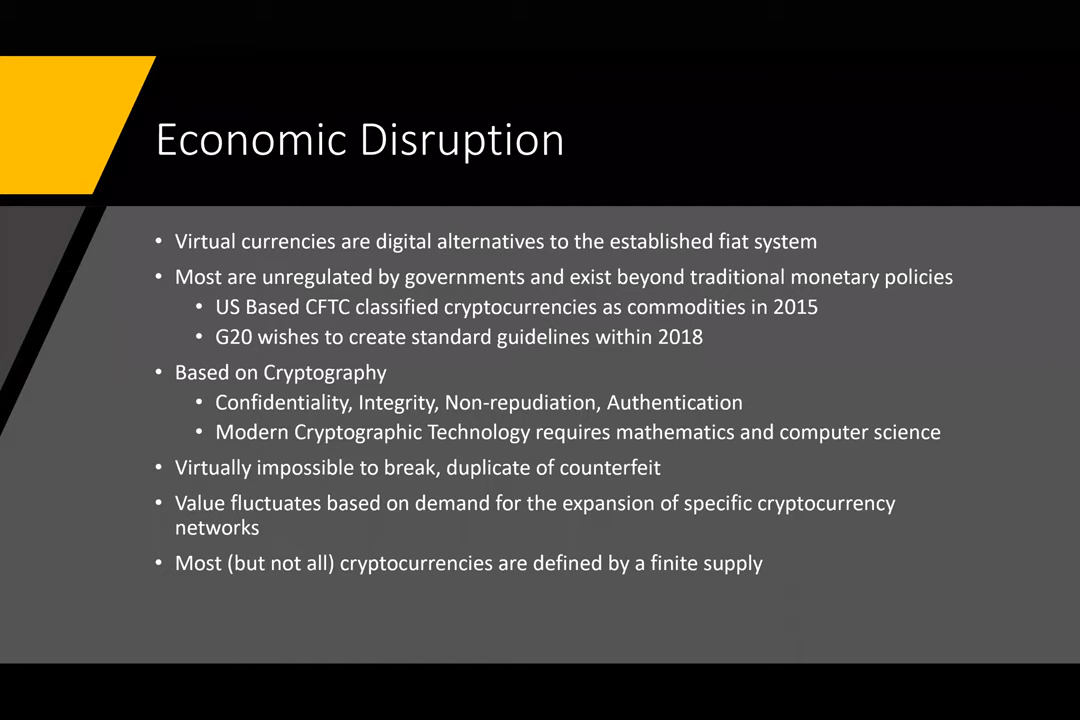 Economic Disruption
• Virtual currencies are digital alternatives to the established fiat system
• Most are unregulated by governments and exist beyond traditional monetary policies
• US Based CFTC classified cryptocurrencies as commodities in 2015
• G20 wishes to create standard guidelines within 2018
• Based on Cryptography
• Confidentiality, Integrity, Non-repudiation, Authentication
• Modern Cryptographic Technology requires mathematics and computer science
• Virtually impossible to break, duplicate of counterfeit
• Value fluctuates based on demand for the expansion of specific cryptocurrency
networks
• Most (but not all) cryptocurrencies are defined by a finite supply